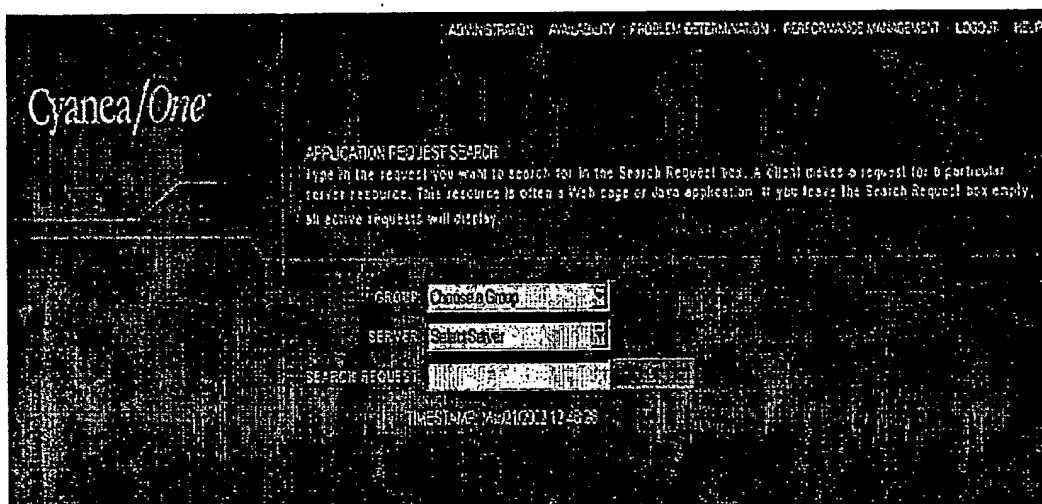 ADMINISTRATION AVAILABILITY PROBLEM DETERMINATION PERFORMANCE MANAGEMENT LOGOUT HELP
Cyanea/One
APPLICATION REQUEST SEARCH
Type in the request you want to search for in the Search Request box. A client makes a request for a particular
server resource. This resource is often a Web page or Java application. If you leave the Search Request box empty,
all active requests will display.
GROUP Choose a Group
SERVER Select Server
SEARCH REQUEST